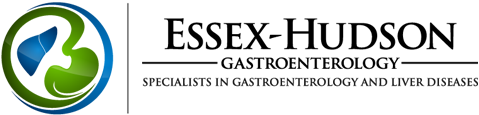 ESSEX-HUDSON
GASTROENTEROLOGY
SPECIALISTS IN GASTROENTEROLOGY AND LIVER DISEASES